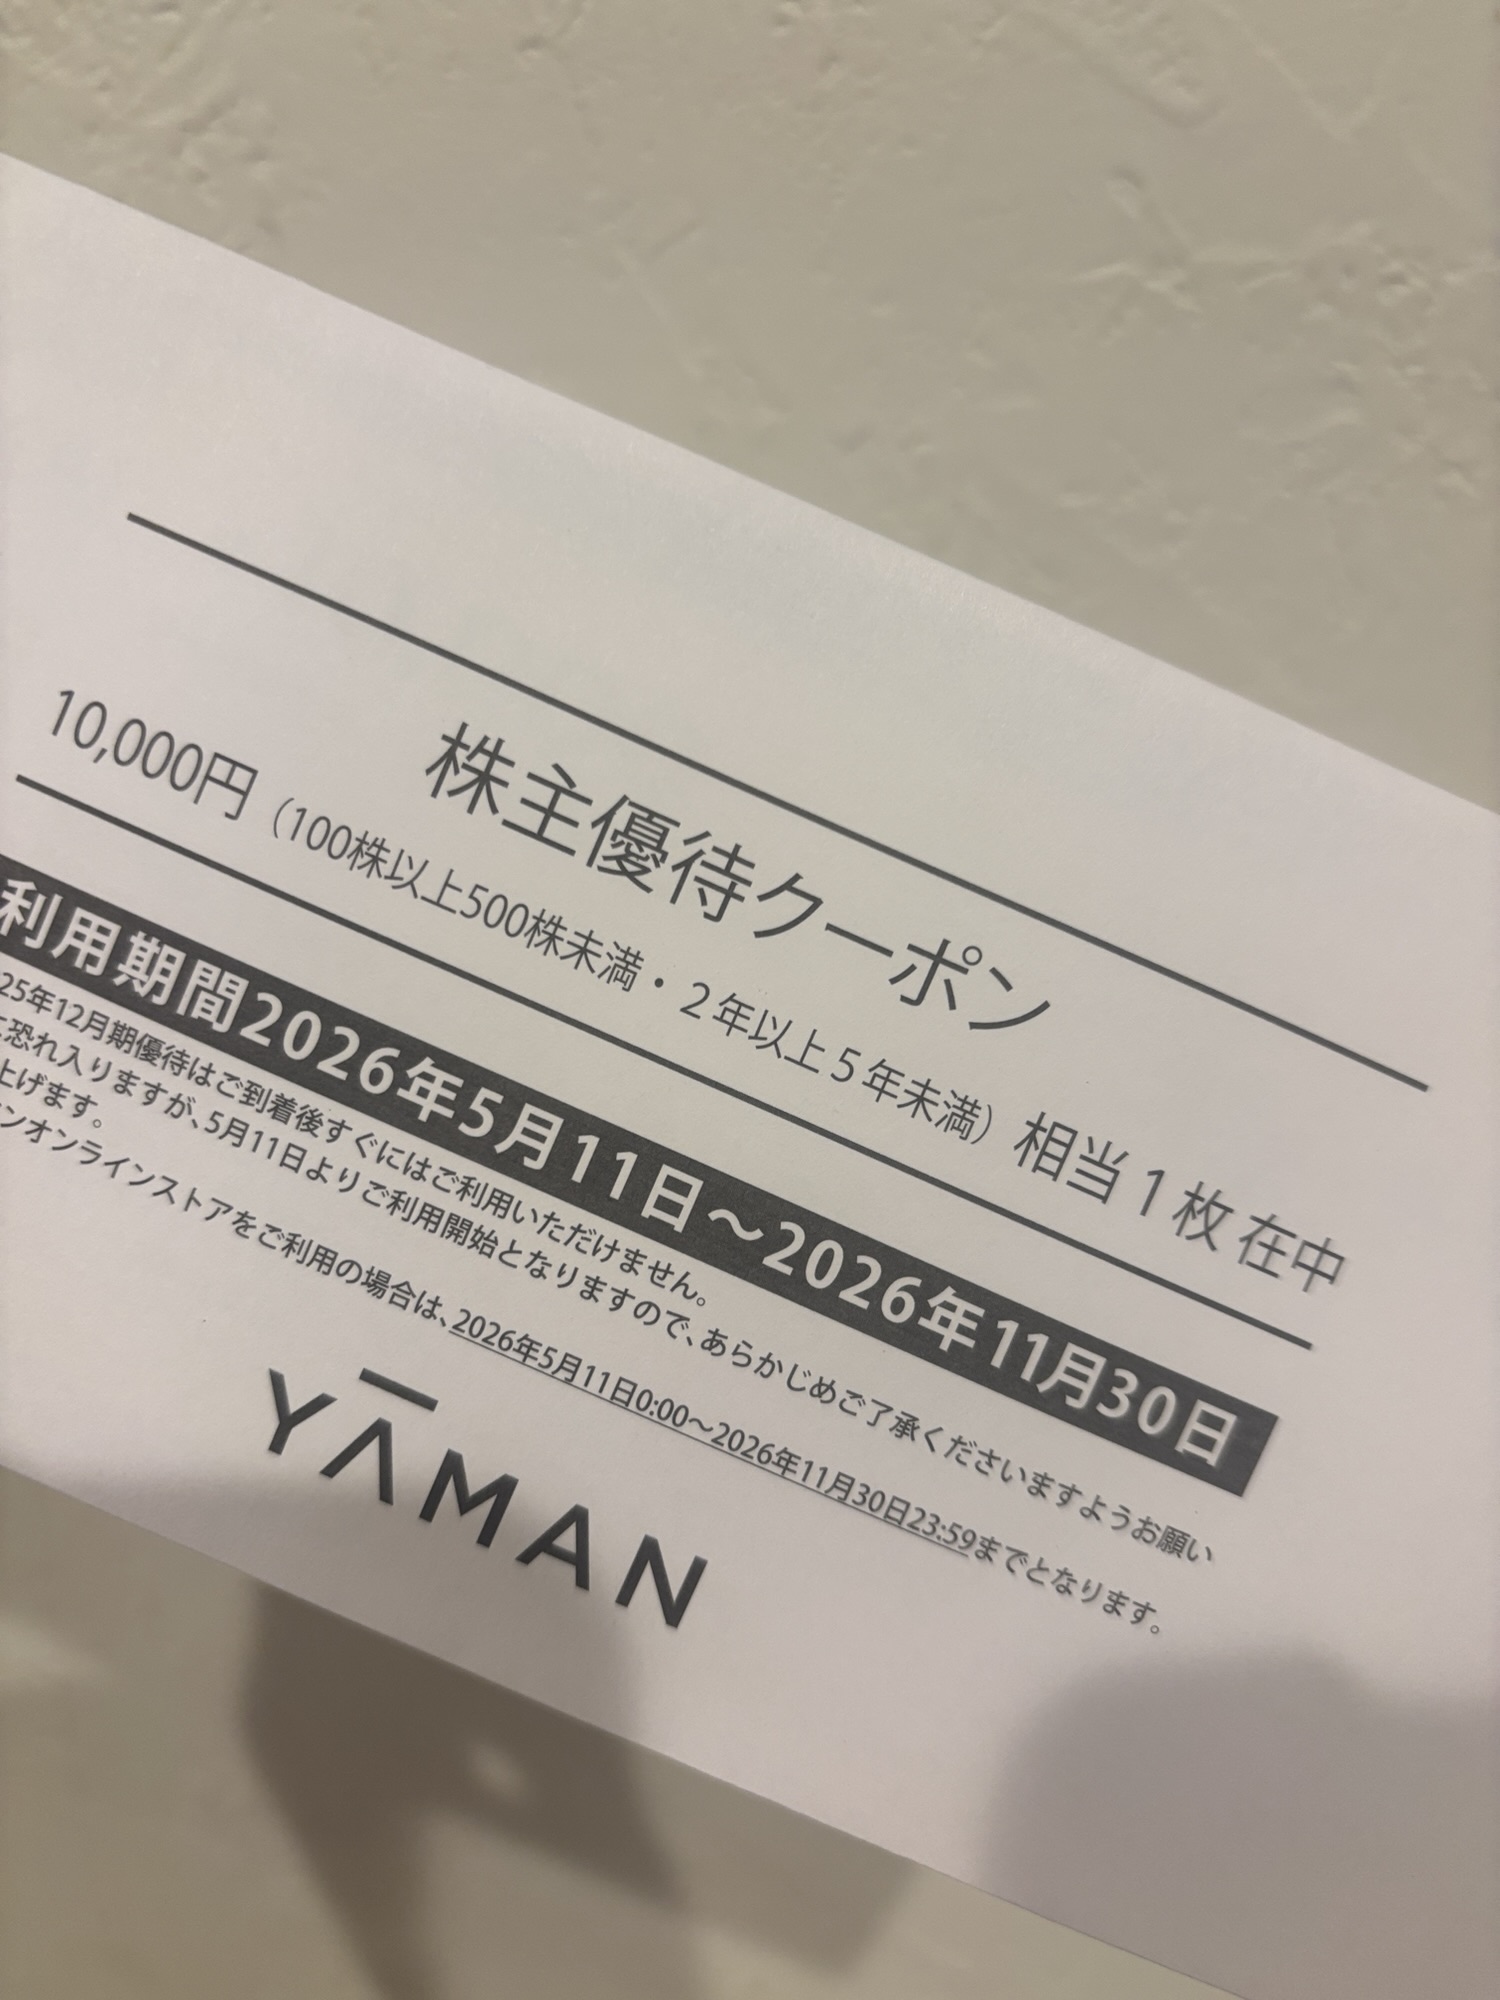 株主優待クーポン
10,000円（100株以上500株未満・２年以上５年未満）相当１枚 在中
利用期間2026年5月11日～2026年11月30日
25年12月期優待はご到着後すぐにはご利用いただけません。
恐れ入りますが、5月11日よりご利用開始となりますので、あらかじめご了承くださいますようお願い
上げます。
ンオンラインストアをご利用の場合は、2026年5月11日0:00～2026年11月30日23:59までとなります。
YĀMAN